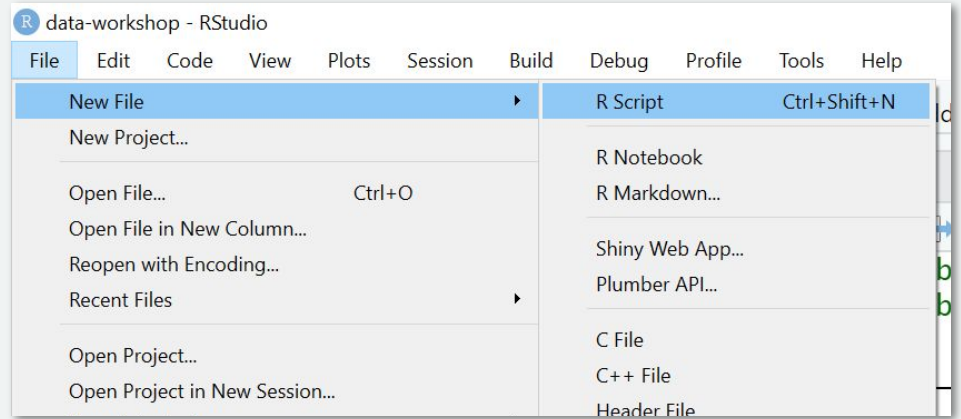 R data-workshop - RStudio
File Edit Code View Plots Session Build Debug Profile Tools Help
New File
New Project...
Open File... Ctrl+O
Open File in New Column...
Reopen with Encoding...
Recent Files
Open Project...
Open Project in New Session...
R Script Ctrl+Shift+N
R Notebook
R Markdown...
Shiny Web App...
Plumber API...
C File
C++ File
Header File